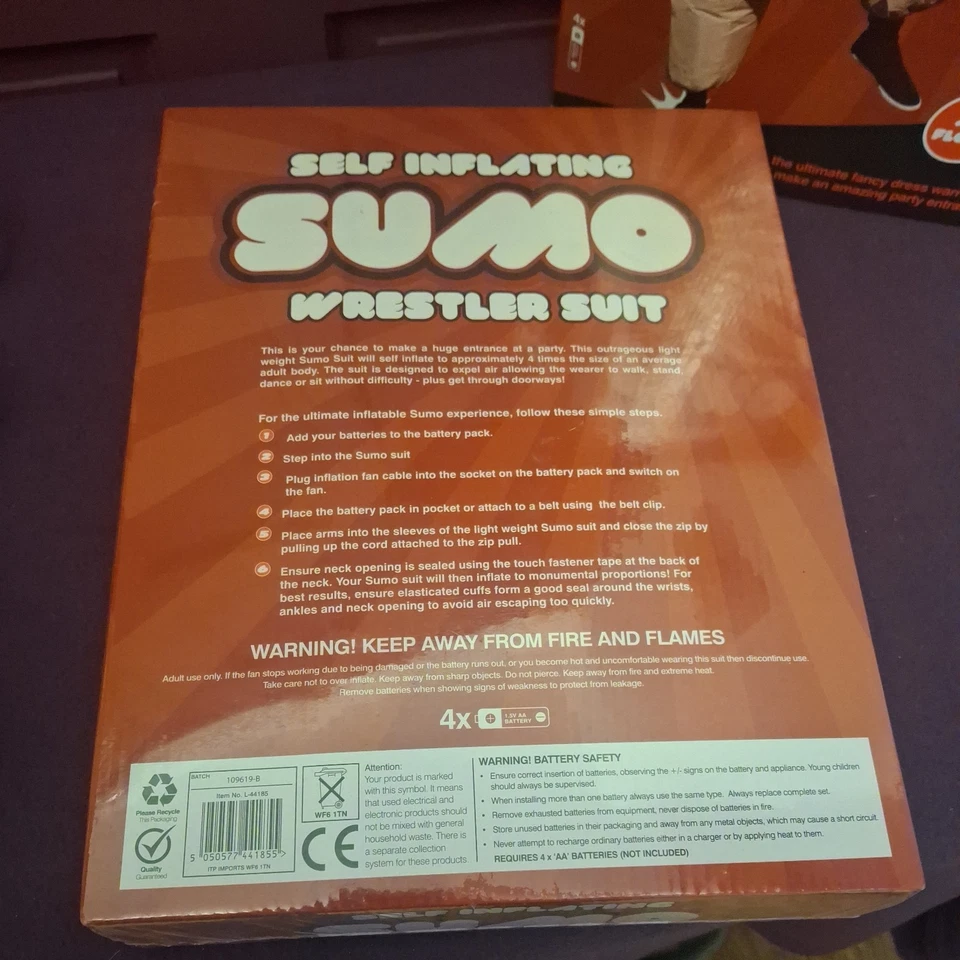 4x
the ultimate fancy dress
make an amazing party
SELF INFLATING
SUMO
WRESTLER SUIT
This is your chance to make a huge entrance at a party. This outrageous light
weight Sumo Suit will self inflate to approximately 4 times the size of an average
adult body. The suit is designed to expel air allowing the wearer to walk, stand,
dance or sit without difficulty - plus get through doorways!
For the ultimate inflatable Sumo experience, follow these simple steps.
1 Add your batteries to the battery pack.
2 Step into the Sumo suit
3 Plug inflation fan cable into the socket on the battery pack and switch on
the fan.
4 Place the battery pack in pocket or attach to a belt using the belt clip.
5 Place arms into the sleeves of the light weight Sumo suit and close the zip by
pulling up the cord attached to the zip pull.
6 Ensure neck opening is sealed using the touch fastener tape at the back of
the neck. Your Sumo suit will then inflate to monumental proportions! For
best results, ensure elasticated cuffs form a good seal around the wrists,
ankles and neck opening to avoid air escaping too quickly.
WARNING! KEEP AWAY FROM FIRE AND FLAMES
Adult use only. If the fan stops working due to being damaged or the battery runs out, or you become hot and uncomfortable wearing this suit then discontinue use.
Take care not to over inflate. Keep away from sharp objects. Do not pierce. Keep away from fire and extreme heat.
Remove batteries when showing signs of weakness to protect from leakage.
4x + 1.5V AA BATTERY -
Please Recycle
This Packaging
Quality
Guaranteed
BATCH: 109619-B
Item No. L-44185
5 050577 441855 >
ITP IMPORTS WF6 1TN
WF6 1TN
CE
Attention:
Your product is marked
with this symbol. It means
that used electrical and
electronic products should
not be mixed with general
household waste. There is
a separate collection
system for these products.
WARNING! BATTERY SAFETY
• Ensure correct insertion of batteries, observing the +/- signs on the battery and appliance. Young children
should always be supervised.
• When installing more than one battery always use the same type. Always replace complete set.
• Remove exhausted batteries from equipment, never dispose of batteries in fire.
• Store unused batteries in their packaging and away from any metal objects, which may cause a short circuit.
• Never attempt to recharge ordinary batteries either in a charger or by applying heat to them.
REQUIRES 4 x 'AA' BATTERIES (NOT INCLUDED)
SELF INFLATING
SUMO